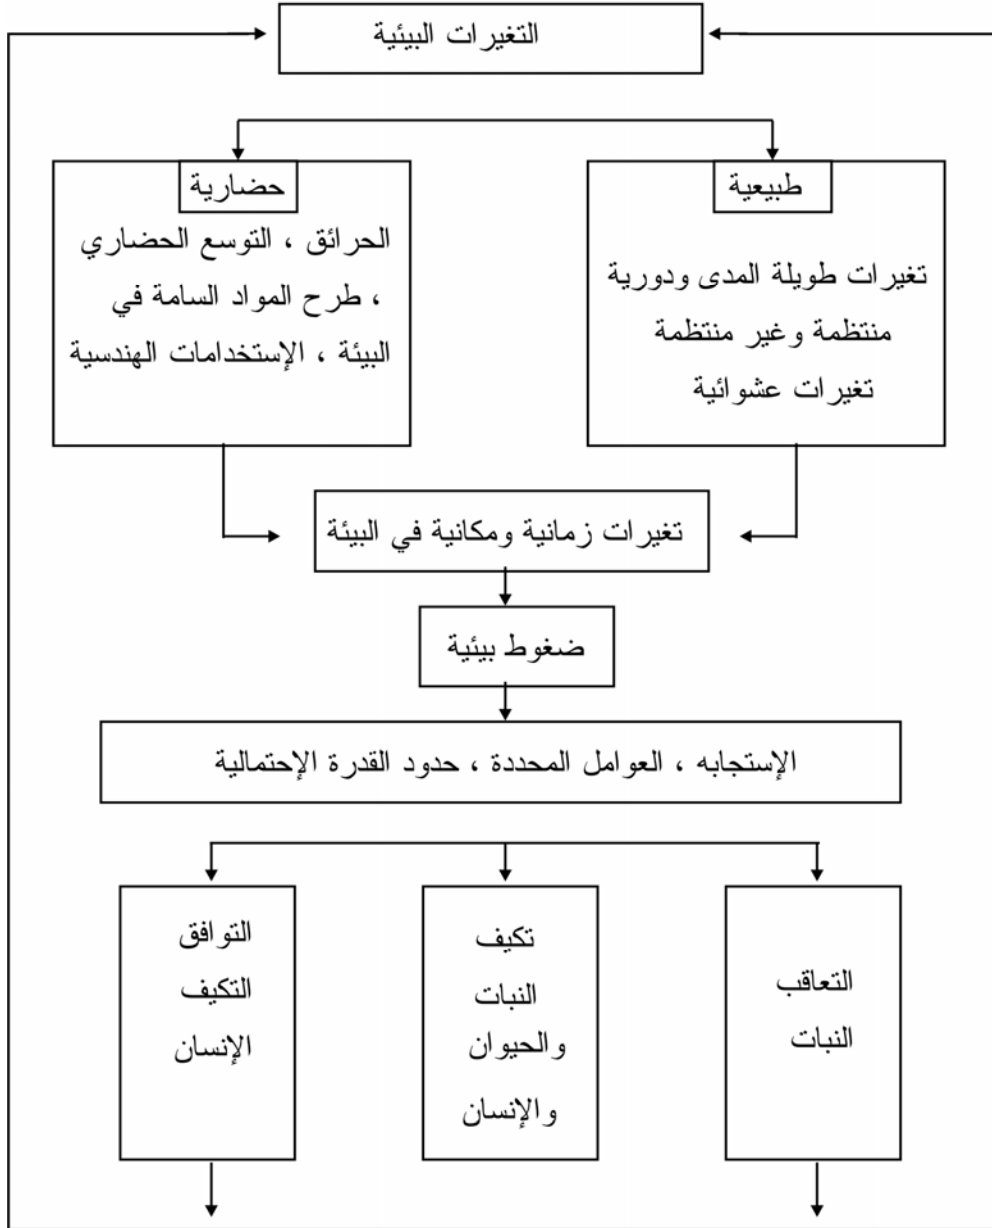 التغيرات البيئية
طبيعية
تغيرات طويلة المدى ودورية
منتظمة وغير منتظمة
تغيرات عشوائية
حضارية
الحرائق ، التوسع الحضاري
، طرح المواد السامة في
البيئة ، الإستخدامات الهندسية
تغيرات زمانية ومكانية في البيئة
ضغوط بيئية
الإستجابه ، العوامل المحددة ، حدود القدرة الإحتمالية
التعاقب
النبات
تكيف
النبات
والحيوان
والإنسان
التوافق
التكيف
الإنسان